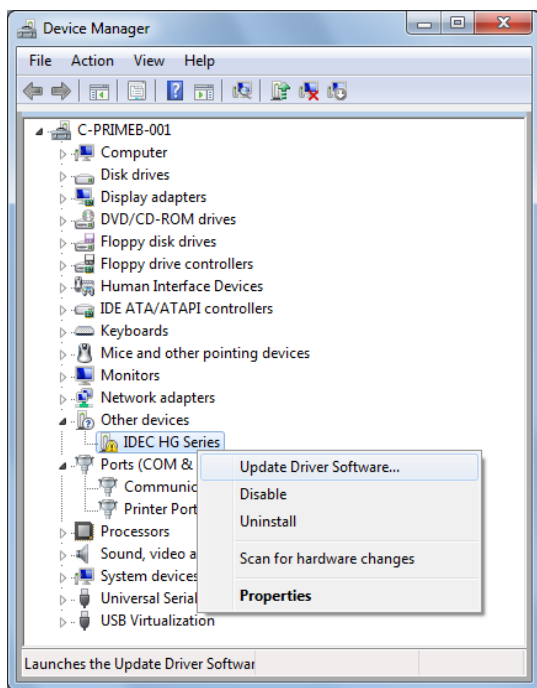 Device Manager
File Action View Help
C-PRIMEB-001
Computer
Disk drives
Display adapters
DVD/CD-ROM drives
Floppy disk drives
Floppy drive controllers
Human Interface Devices
IDE ATA/ATAPI controllers
Keyboards
Mice and other pointing devices
Monitors
Network adapters
Other devices
IDEC HG Series
Ports (COM &
Communic
Printer Port
Processors
Sound, video a
System devices
Universal Serial
USB Virtualization
Update Driver Software...
Disable
Uninstall
Scan for hardware changes
Properties
Launches the Update Driver Softwar